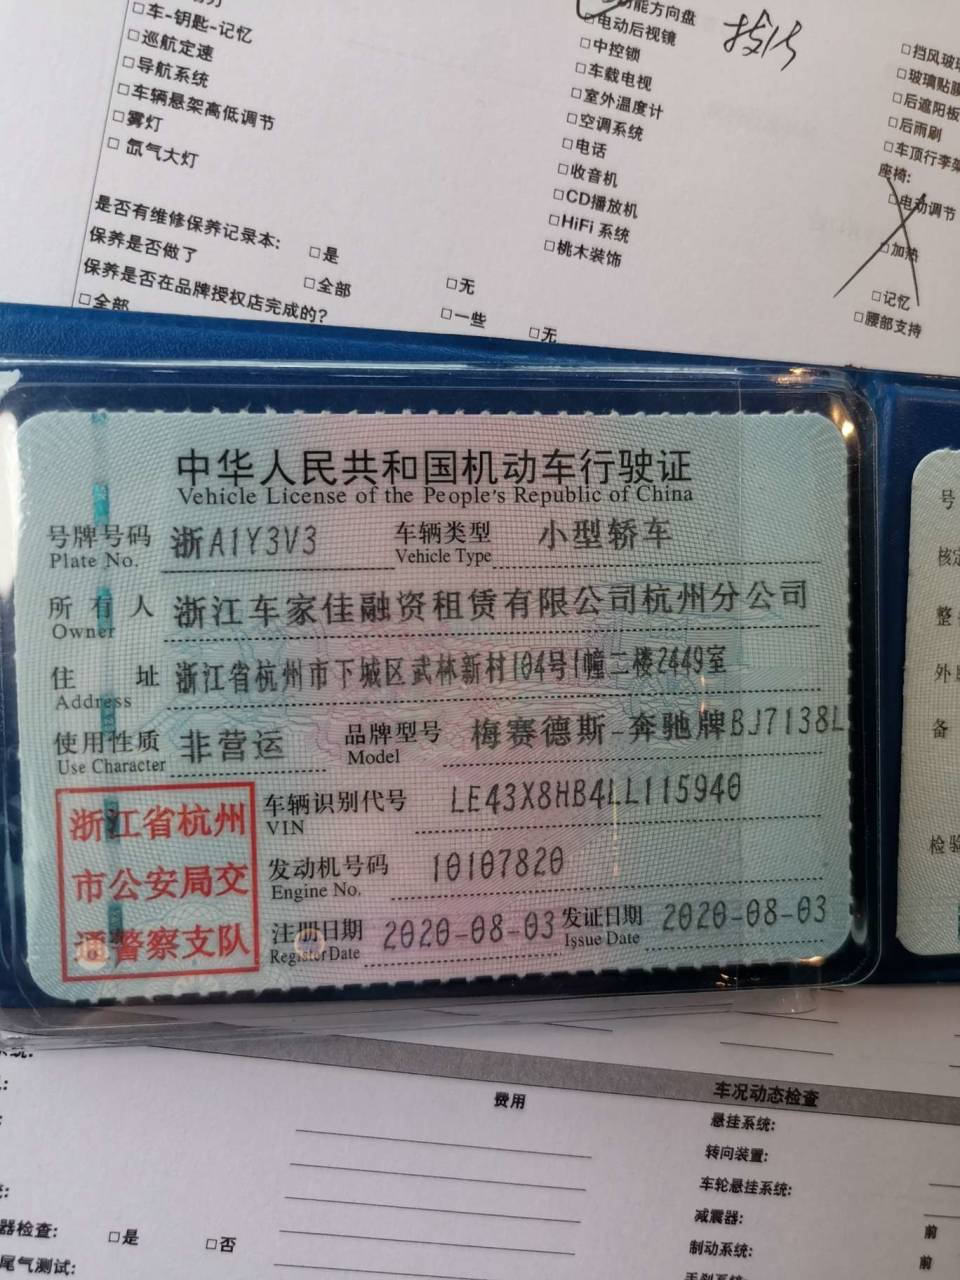 □车-钥匙-记忆
□巡航定速
□导航系统
□车辆悬架高低调节
□雾灯
□ 氙气大灯
是否有维修保养记录本: □是
保养是否做了 □全部 □无
保养是否在品牌授权店完成的?
□全部 □一些 □无
功能方向盘
□电动后视镜
□中控锁
□车载电视
□室外温度计
□空调系统
□电话
□收音机
□CD播放机
□HiFi 系统
□桃木装饰
□挡风玻璃
□玻璃贴膜
□后遮阳板
□后雨刷
□车顶行李架
座椅:
□电动调节
□加热
□记忆
□腰部支持
中华人民共和国机动车行驶证
Vehicle License of the People's Republic of China
号牌号码 浙A1Y3V3 车辆类型 小型轿车
Plate No. Vehicle Type
所有人 浙江车家佳融资租赁有限公司杭州分公司
Owner
住址 浙江省杭州市下城区武林新村104号1幢二楼2449室
Address
使用性质 非营运 品牌型号 梅赛德斯-奔驰牌BJ7138L
Use Character Model
浙江省杭州
市公安局交
通警察支队
车辆识别代号 LE43X8HB4LL115940
VIN
发动机号码 10107820
Engine No.
注册日期 2020-08-03 发证日期 2020-08-03
Register Date Issue Date
号
核定
整
外
备
检验
费用
车况动态检查
悬挂系统:
转向装置:
车轮悬挂系统:
减震器: 前
制动系统: 前
手刹系统:
器检查: □是 □否
尾气测试: